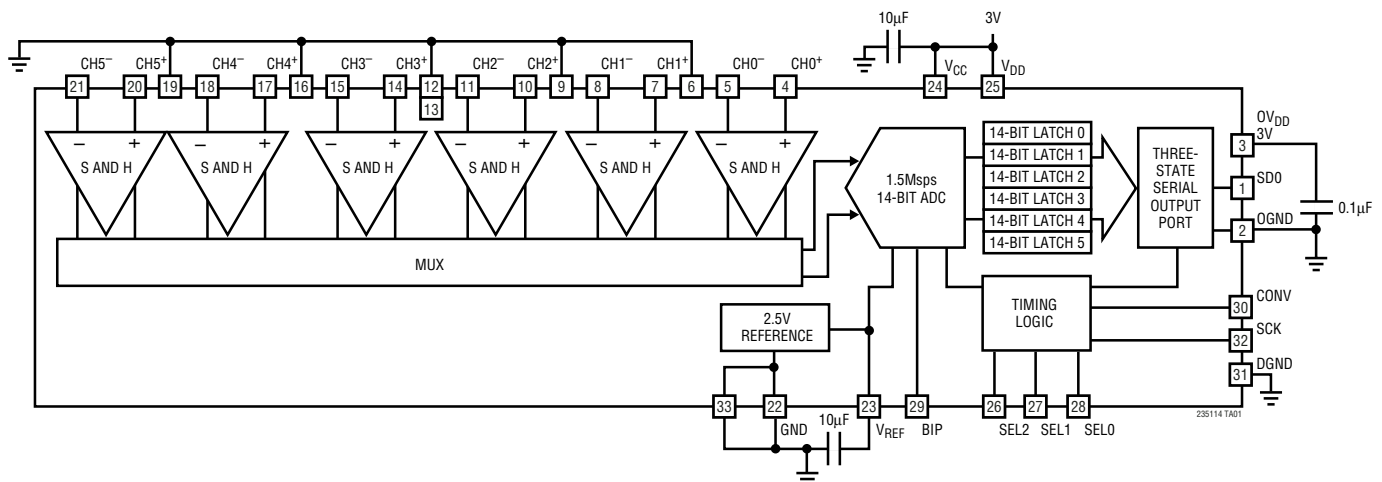 10µF 3V
CH5– CH5+ CH4– CH4+ CH3– CH3+ CH2– CH2+ CH1– CH1+ CH0– CH0+ VCC VDD
21 20 19 18 17 16 15 14 12 11 10 9 8 7 6 5 4 24 25
13
– + – + – + – + – + – +
S AND H S AND H S AND H S AND H S AND H S AND H
MUX
1.5Msps
14-BIT ADC
14-BIT LATCH 0
14-BIT LATCH 1
14-BIT LATCH 2
14-BIT LATCH 3
14-BIT LATCH 4
14-BIT LATCH 5
THREE-
STATE
SERIAL
OUTPUT
PORT
OVDD
3V
3
SD0
1
OGND
2
0.1µF
2.5V
REFERENCE
TIMING
LOGIC
CONV
30
SCK
32
DGND
31
33 22 23 29 26 27 28
GND 10µF VREF BIP SEL2 SEL1 SEL0
235114 TA01